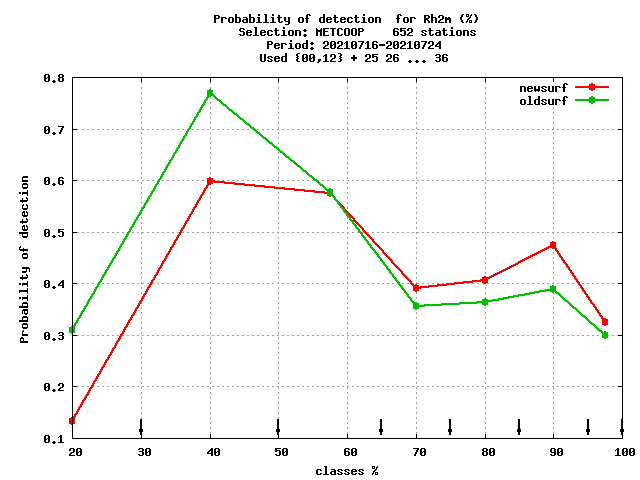 Probability of detection  for Rh2m (%)
Selection: METCOOP    652 stations
Period: 20210716-20210724
Used {00,12} + 25 26 ... 36
newsurf
oldsurf
0.8
0.7
0.6
0.5
0.4
0.3
0.2
0.1
Probability of detection
20 30 40 50 60 70 80 90 100
classes %